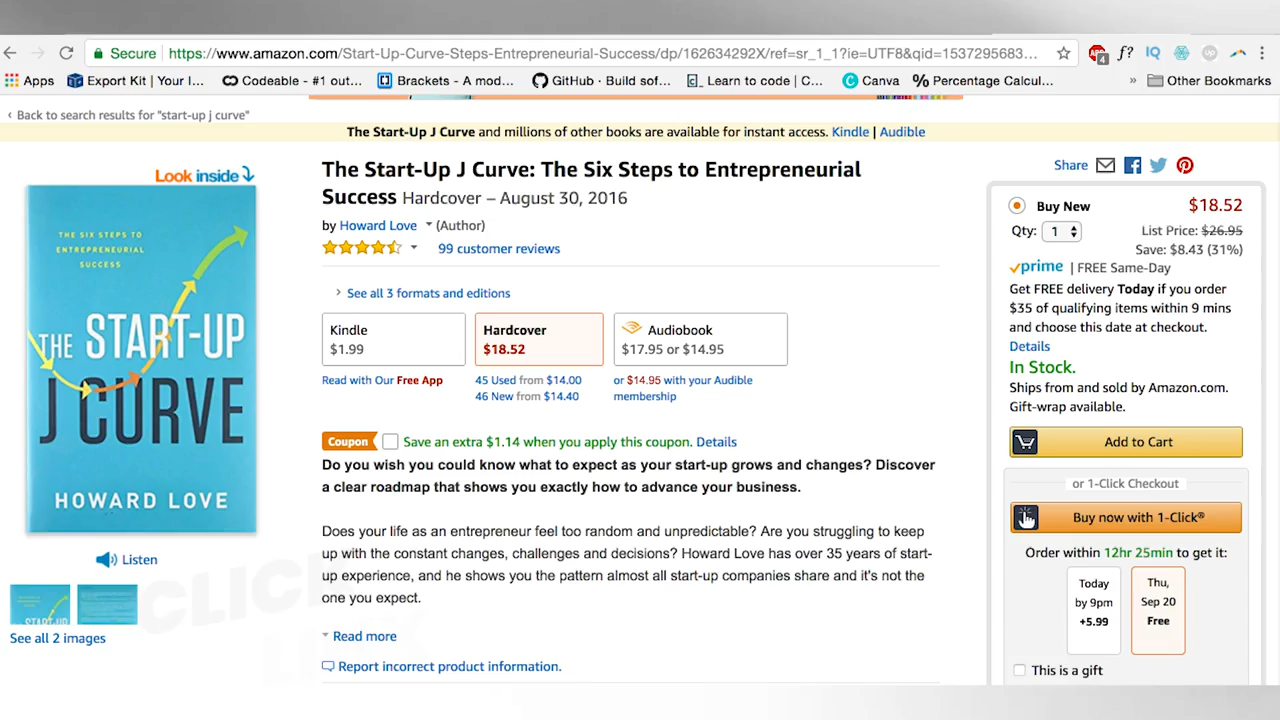 Secure https://www.amazon.com/Start-Up-Curve-Steps-Entrepreneurial-Success/dp/162634292X/ref=sr_1_1?ie=UTF8&qid=1537295683...
Apps Export Kit / Your l... Codeable - #1 out... Brackets - A mod... GitHub · Build sof... Learn to code | C... Canva Percentage Calcul... » Other Bookmarks
‹ Back to search results for "start-up j curve"
The Start-Up J Curve and millions of other books are available for instant access. Kindle | Audible
Look inside
THE SIX STEPS TO
ENTREPRENEURIAL
SUCCESS
THE START-UP
J CURVE
HOWARD LOVE
Listen
See all 2 images
The Start-Up J Curve: The Six Steps to Entrepreneurial
Success Hardcover – August 30, 2016
by Howard Love (Author)
99 customer reviews
› See all 3 formats and editions
Kindle
$1.99
Hardcover
$18.52
Audiobook
$17.95 or $14.95
Read with Our Free App
45 Used from $14.00
46 New from $14.40
or $14.95 with your Audible
membership
Coupon Save an extra $1.14 when you apply this coupon. Details
Do you wish you could know what to expect as your start-up grows and changes? Discover
a clear roadmap that shows you exactly how to advance your business.
Does your life as an entrepreneur feel too random and unpredictable? Are you struggling to keep
up with the constant changes, challenges and decisions? Howard Love has over 35 years of start-
up experience, and he shows you the pattern almost all start-up companies share and it's not the
one you expect.
Read more
Report incorrect product information.
CLICK
Share
Buy New $18.52
Qty: 1 List Price: $26.95
Save: $8.43 (31%)
prime | FREE Same-Day
Get FREE delivery Today if you order
$35 of qualifying items within 9 mins
and choose this date at checkout.
Details
In Stock.
Ships from and sold by Amazon.com.
Gift-wrap available.
Add to Cart
or 1-Click Checkout
Buy now with 1-Click®
Order within 12hr 25min to get it:
Today
by 9pm
+5.99
Thu,
Sep 20
Free
This is a gift